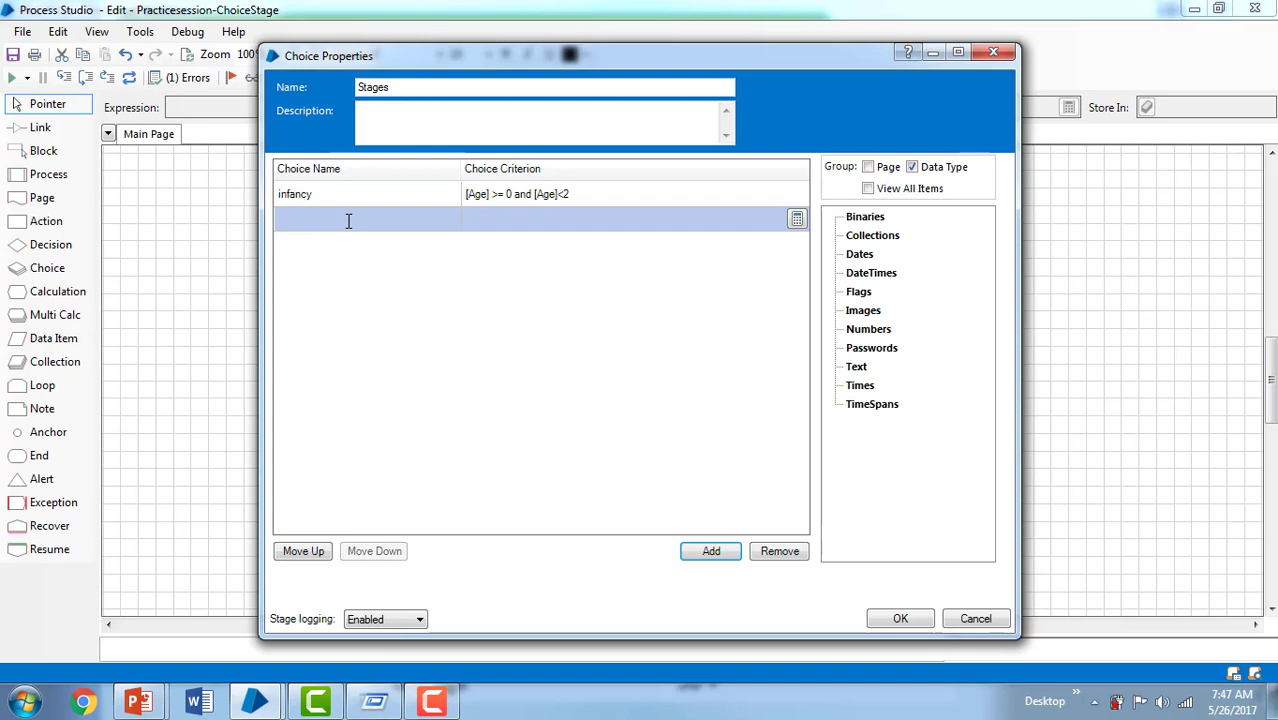 Process Studio - Edit - Practicesession-ChoiceStage
File Edit View Tools Debug Help
Zoom 100%
(1) Errors
Expression:
Store In:
Main Page
Pointer
Link
Block
Process
Page
Action
Decision
Choice
Calculation
Multi Calc
Data Item
Collection
Loop
Note
Anchor
End
Alert
Exception
Recover
Resume
Choice Properties
Name: Stages
Description:
Choice Name Choice Criterion
infancy [Age] >= 0 and [Age]<2
Group: Page Data Type
View All Items
Binaries
Collections
Dates
DateTimes
Flags
Images
Numbers
Passwords
Text
Times
TimeSpans
Move Up Move Down Add Remove
Stage logging: Enabled OK Cancel
Desktop
7:47 AM
5/26/2017